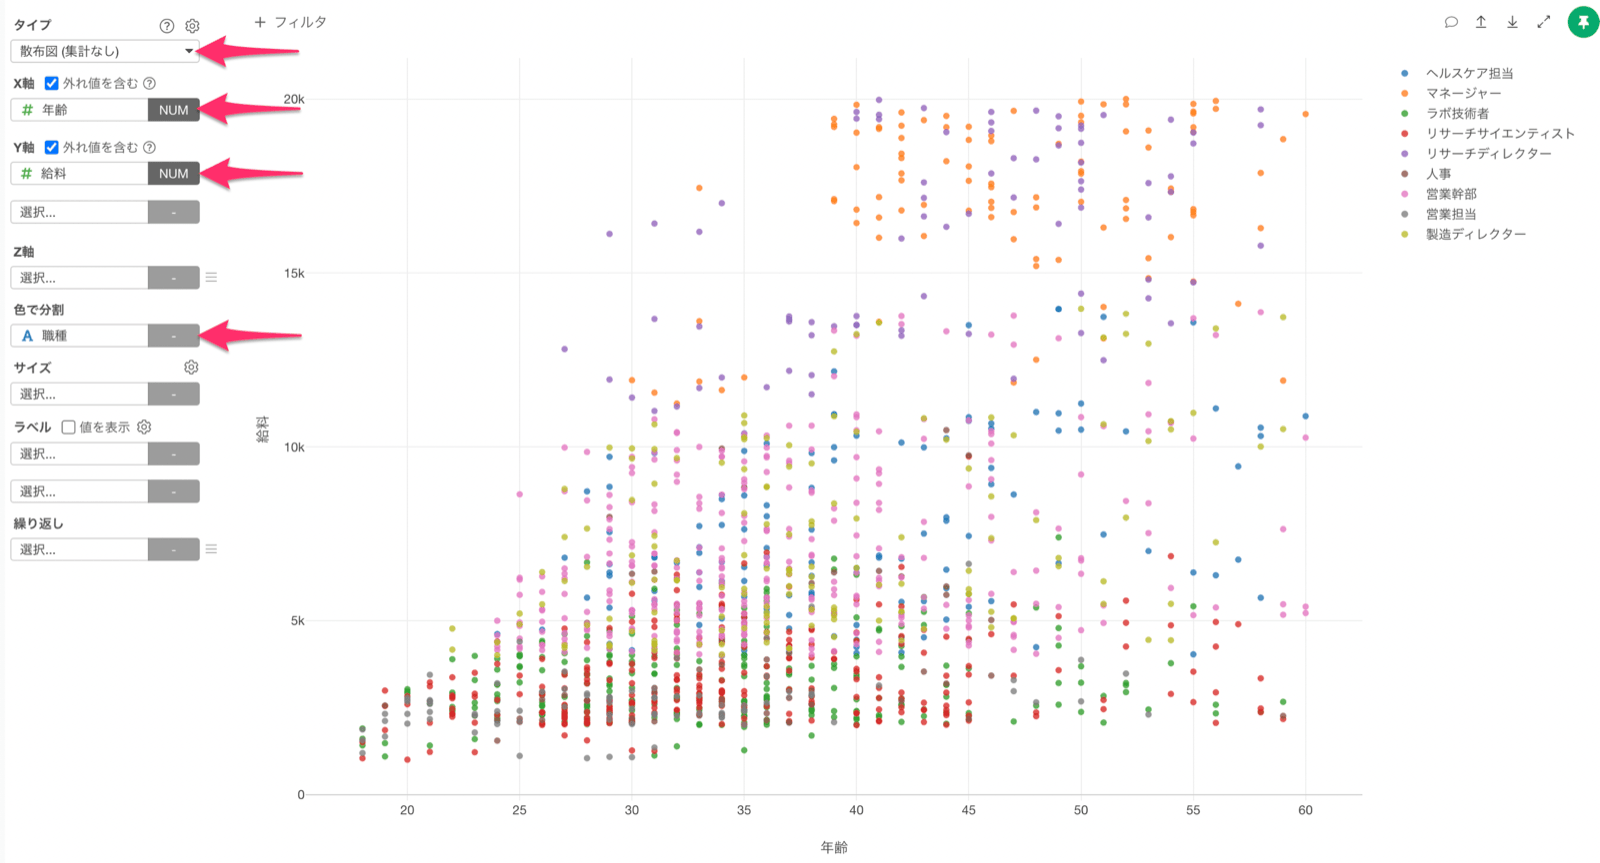 タイプ
散布図 (集計なし)
X軸 外れ値を含む ?
# 年齢 NUM
Y軸 外れ値を含む ?
# 給料 NUM
選択... -
Z軸
選択... -
色で分割
A 職種 -
サイズ
選択... -
ラベル 値を表示
選択... -
選択... -
繰り返し
選択... -
+ フィルタ
給料
20k
15k
10k
5k
0
20 25 30 35 40 45 50 55 60
年齢
ヘルスケア担当
マネージャー
ラボ技術者
リサーチサイエンティスト
リサーチディレクター
人事
営業幹部
営業担当
製造ディレクター